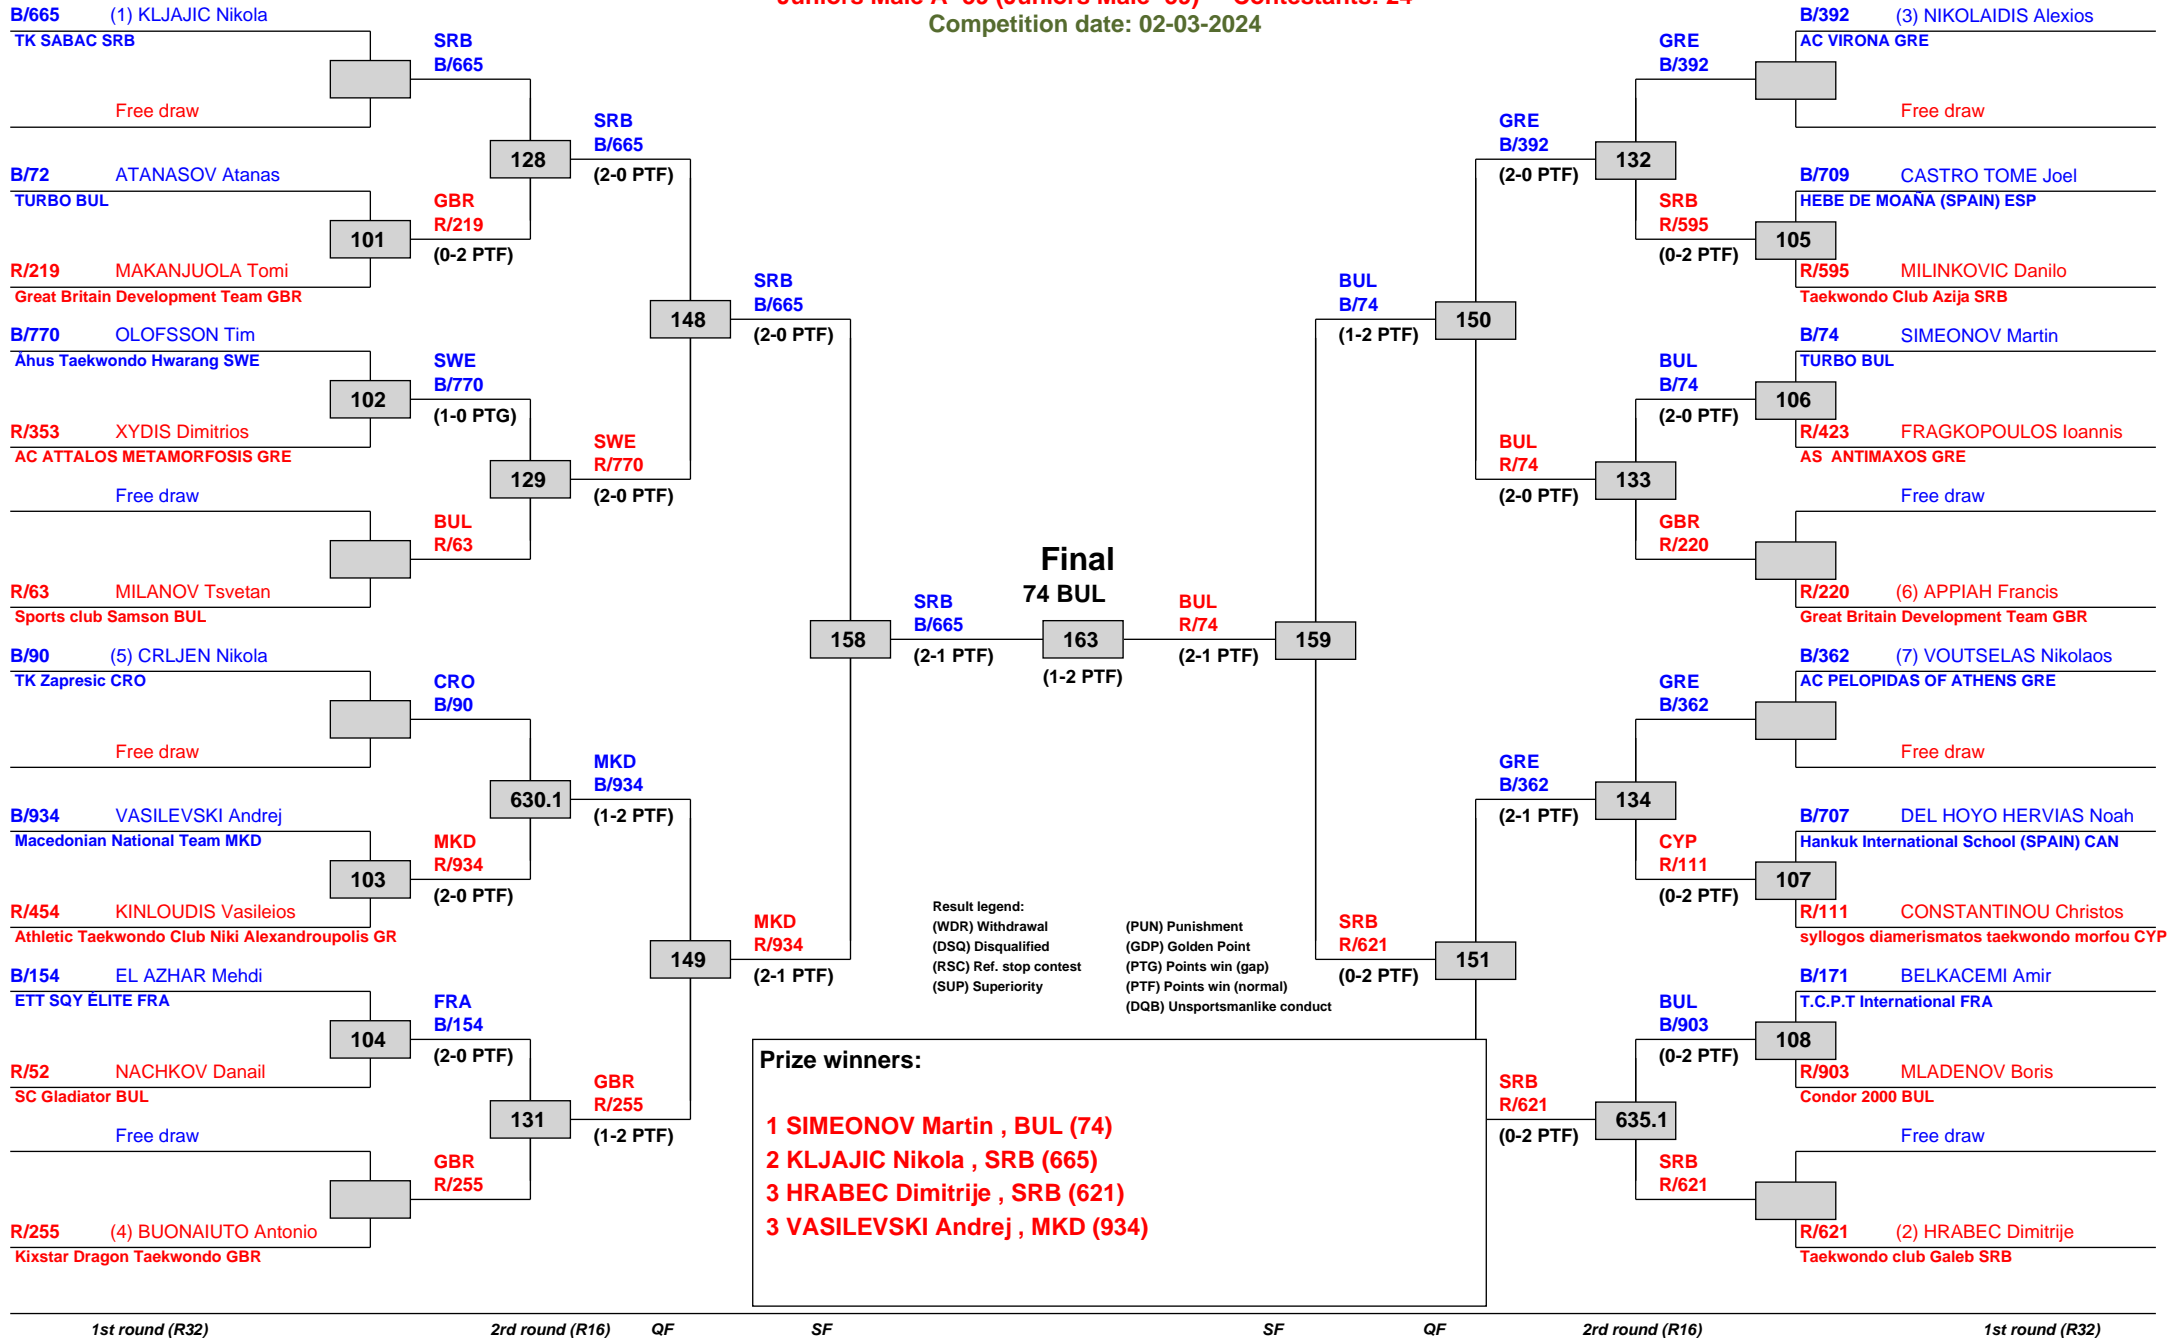 Competition date: 02-03-2024
B/665 (1) KLJAJIC Nikola
TK SABAC SRB
Free draw
B/72 ATANASOV Atanas
TURBO BUL
101
R/219 MAKANJUOLA Tomi
Great Britain Development Team GBR
B/770 OLOFSSON Tim
Åhus Taekwondo Hwarang SWE
102
R/353 XYDIS Dimitrios
AC ATTALOS METAMORFOSIS GRE
Free draw
R/63 MILANOV Tsvetan
Sports club Samson BUL
B/90 (5) CRLJEN Nikola
TK Zapresic CRO
Free draw
B/934 VASILEVSKI Andrej
Macedonian National Team MKD
103
R/454 KINLOUDIS Vasileios
Athletic Taekwondo Club Niki Alexandroupolis GR
B/154 EL AZHAR Mehdi
ETT SQY ÉLITE FRA
104
R/52 NACHKOV Danail
SC Gladiator BUL
Free draw
R/255 (4) BUONAIUTO Antonio
Kixstar Dragon Taekwondo GBR
SRB
B/665
128
GBR
R/219
(0-2 PTF)
SWE
B/770
(1-0 PTG)
129
BUL
R/63
CRO
B/90
630.1
MKD
R/934
(2-0 PTF)
FRA
B/154
(2-0 PTF)
131
GBR
R/255
SRB
B/665
(2-0 PTF)
148
SWE
R/770
(2-0 PTF)
MKD
B/934
(1-2 PTF)
149
GBR
R/255
(1-2 PTF)
SRB
B/665
(2-0 PTF)
158
MKD
R/934
(2-1 PTF)
SRB
B/665
(2-1 PTF)
Final
74 BUL
163
(1-2 PTF)
BUL
R/74
(2-1 PTF)
159
BUL
B/74
(1-2 PTF)
150
SRB
R/621
(0-2 PTF)
151
GRE
B/392
(2-0 PTF)
132
BUL
R/74
(2-0 PTF)
133
GRE
B/362
(2-1 PTF)
134
SRB
R/621
(0-2 PTF)
635.1
GRE
B/392
SRB
R/595
(0-2 PTF)
BUL
B/74
(2-0 PTF)
GBR
R/220
GRE
B/362
CYP
R/111
(0-2 PTF)
BUL
B/903
(0-2 PTF)
SRB
R/621
B/392 (3) NIKOLAIDIS Alexios
AC VIRONA GRE
Free draw
B/709 CASTRO TOME Joel
HEBE DE MOAÑA (SPAIN) ESP
105
R/595 MILINKOVIC Danilo
Taekwondo Club Azija SRB
B/74 SIMEONOV Martin
TURBO BUL
106
R/423 FRAGKOPOULOS Ioannis
AS ANTIMAXOS GRE
Free draw
R/220 (6) APPIAH Francis
Great Britain Development Team GBR
B/362 (7) VOUTSELAS Nikolaos
AC PELOPIDAS OF ATHENS GRE
Free draw
B/707 DEL HOYO HERVIAS Noah
Hankuk International School (SPAIN) CAN
107
R/111 CONSTANTINOU Christos
syllogos diamerismatos taekwondo morfou CYP
B/171 BELKACEMI Amir
T.C.P.T International FRA
108
R/903 MLADENOV Boris
Condor 2000 BUL
Free draw
R/621 (2) HRABEC Dimitrije
Taekwondo club Galeb SRB
Result legend:
(WDR) Withdrawal (PUN) Punishment
(DSQ) Disqualified (GDP) Golden Point
(RSC) Ref. stop contest (PTG) Points win (gap)
(SUP) Superiority (PTF) Points win (normal)
(DQB) Unsportsmanlike conduct
Prize winners:
1 SIMEONOV Martin , BUL (74)
2 KLJAJIC Nikola , SRB (665)
3 HRABEC Dimitrije , SRB (621)
3 VASILEVSKI Andrej , MKD (934)
1st round (R32) 2rd round (R16) QF SF SF QF 2rd round (R16) 1st round (R32)